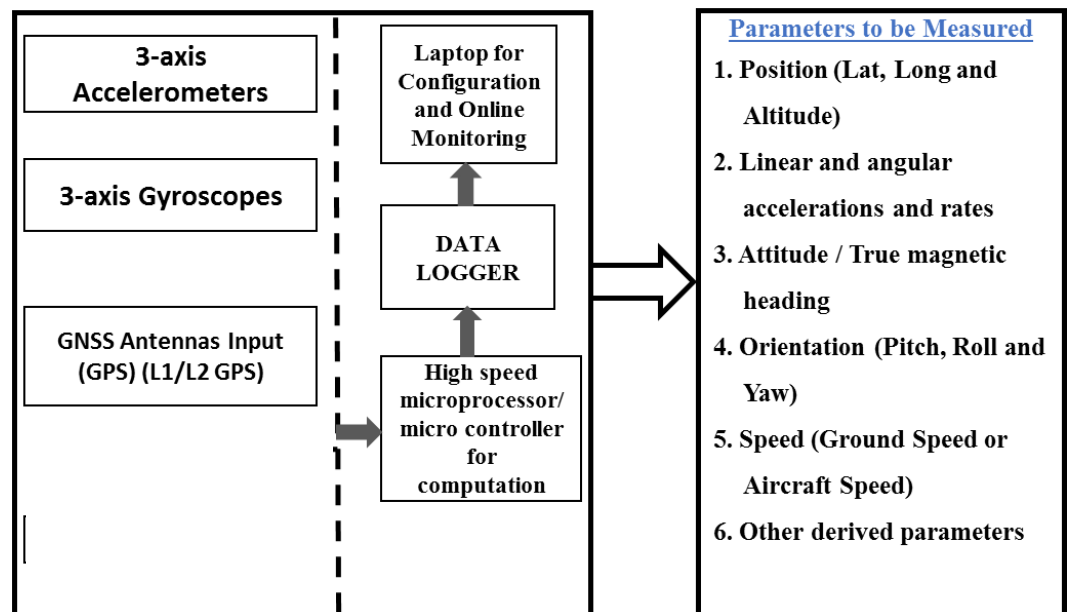 3-axis
Accelerometers
3-axis Gyroscopes
GNSS Antennas Input
(GPS) (L1/L2 GPS)
Laptop for
Configuration
and Online
Monitoring
DATA
LOGGER
High speed
microprocessor/
micro controller
for
computation
Parameters to be Measured
1. Position (Lat, Long and
Altitude)
2. Linear and angular
accelerations and rates
3. Attitude / True magnetic
heading
4. Orientation (Pitch, Roll and
Yaw)
5. Speed (Ground Speed or
Aircraft Speed)
6. Other derived parameters